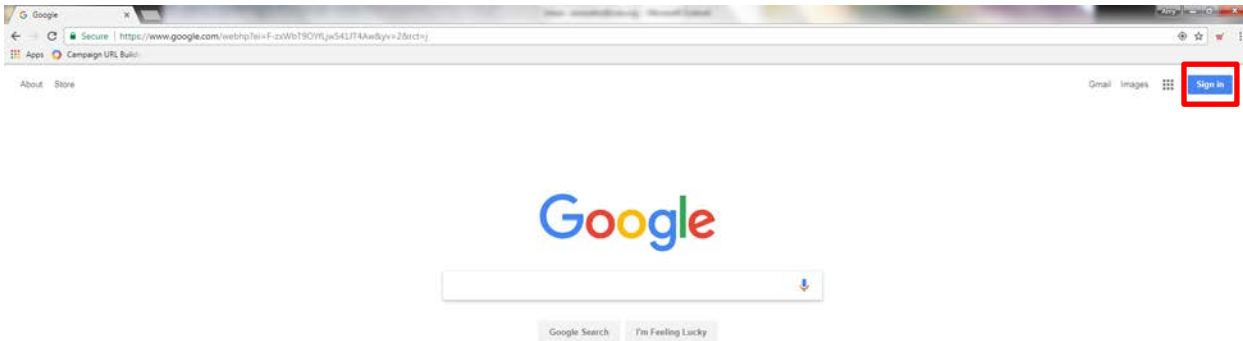 G Google
Amy
Secure https://www.google.com/webhp?ei=F-zxWbT9OYfLjwS41JT4Aw&yv=2&rct=j
Apps Campaign URL Build
About Store
Gmail Images Sign in
Google
Google Search I'm Feeling Lucky